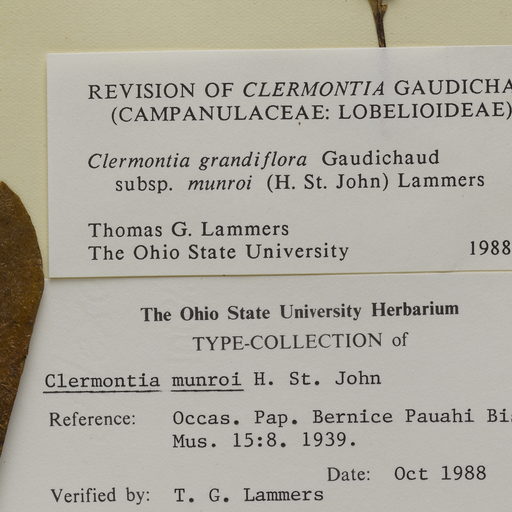 REVISION OF CLERMONTIA GAUDICHA
(CAMPANULACEAE: LOBELIOIDEAE)
Clermontia grandiflora Gaudichaud
subsp. munroi (H. St. John) Lammers
Thomas G. Lammers
The Ohio State University 1988
The Ohio State University Herbarium
TYPE-COLLECTION of
Clermontia munroi H. St. John
Reference: Occas. Pap. Bernice Pauahi Bi
Mus. 15:8. 1939.
Date: Oct 1988
Verified by: T. G. Lammers